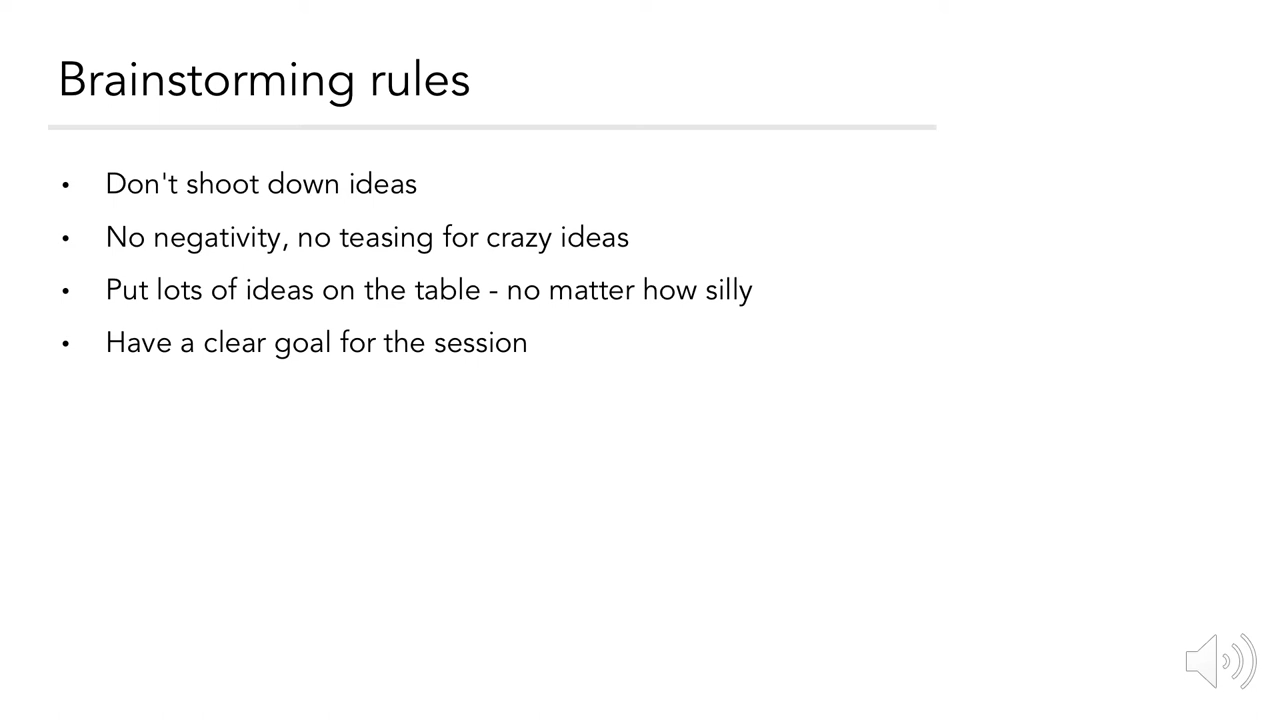 Brainstorming rules
• Don't shoot down ideas
• No negativity, no teasing for crazy ideas
• Put lots of ideas on the table - no matter how silly
• Have a clear goal for the session